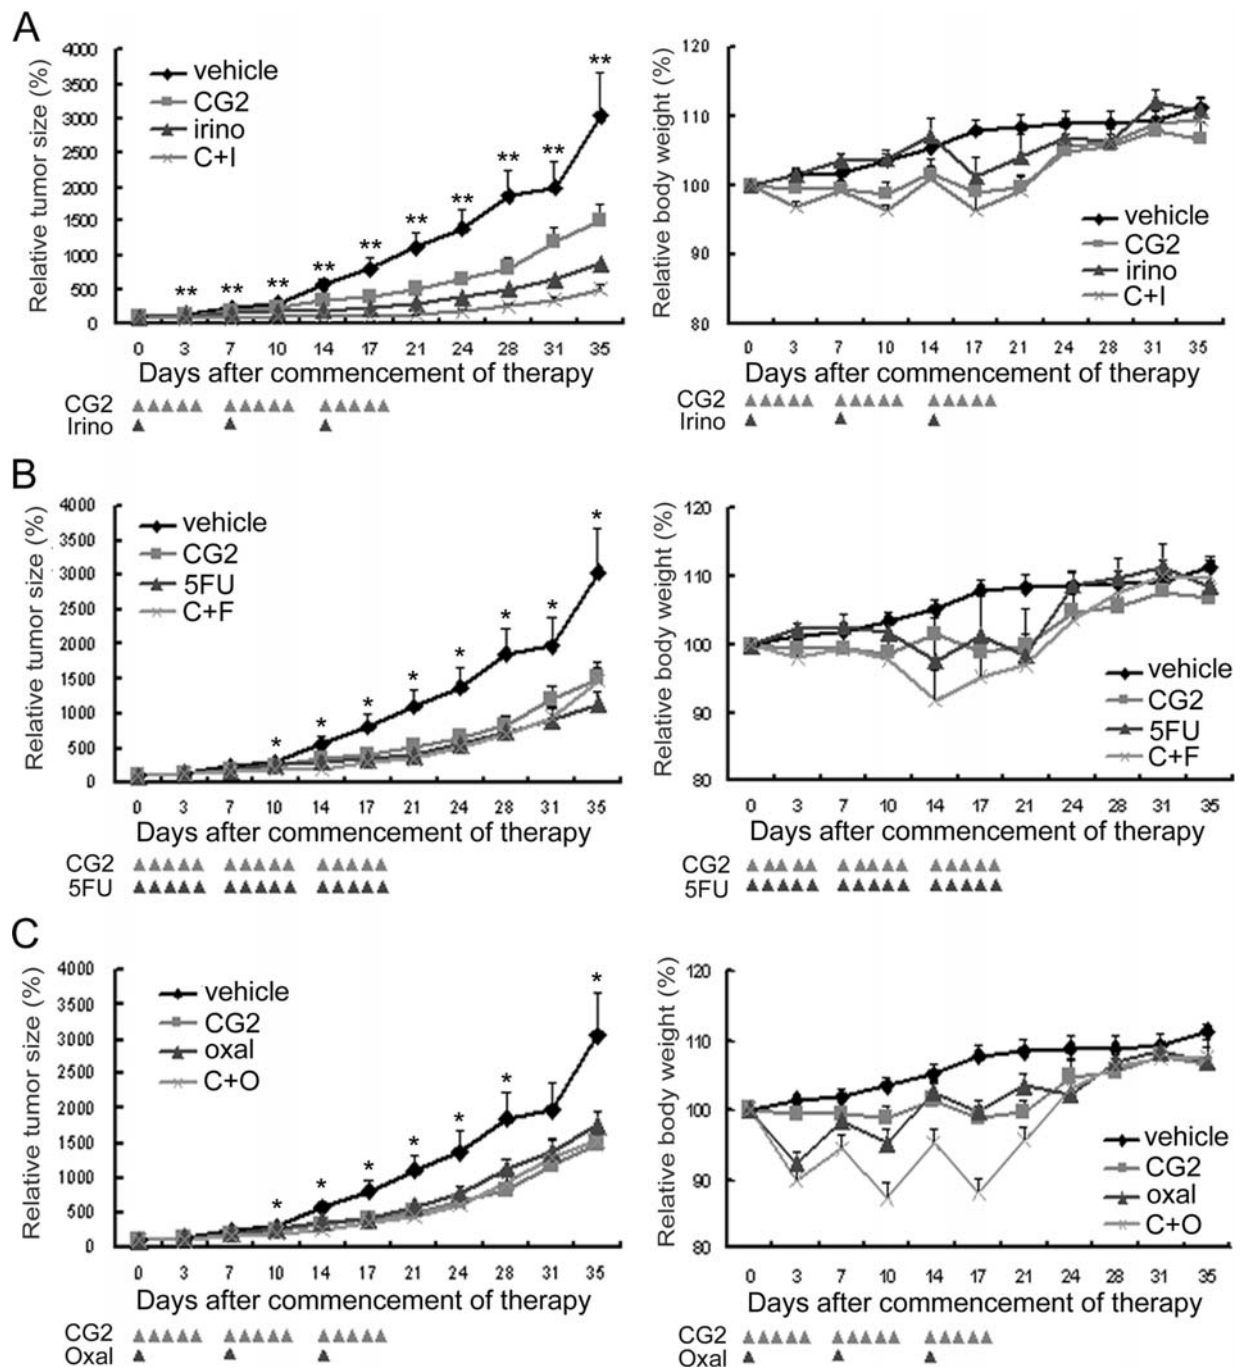 A
Relative tumor size (%)
4000
3500
3000
2500
2000
1500
1000
500
0
vehicle
CG2
irino
C+I
** ** ** ** ** ** ** ** ** **
0 3 7 10 14 17 21 24 28 31 35
Days after commencement of therapy
CG2
Irino
Relative body weight (%)
120
110
100
90
80
vehicle
CG2
irino
C+I
0 3 7 10 14 17 21 24 28 31 35
Days after commencement of therapy
CG2
Irino
B
Relative tumor size (%)
4000
3500
3000
2500
2000
1500
1000
500
0
vehicle
CG2
5FU
C+F
* * * * * * * *
0 3 7 10 14 17 21 24 28 31 35
Days after commencement of therapy
CG2
5FU
Relative body weight (%)
120
110
100
90
80
vehicle
CG2
5FU
C+F
0 3 7 10 14 17 21 24 28 31 35
Days after commencement of therapy
CG2
5FU
C
Relative tumor size (%)
4000
3500
3000
2500
2000
1500
1000
500
0
vehicle
CG2
oxal
C+O
* * * * * * *
0 3 7 10 14 17 21 24 28 31 35
Days after commencement of therapy
CG2
Oxal
Relative body weight (%)
120
110
100
90
80
vehicle
CG2
oxal
C+O
0 3 7 10 14 17 21 24 28 31 35
Days after commencement of therapy
CG2
Oxal